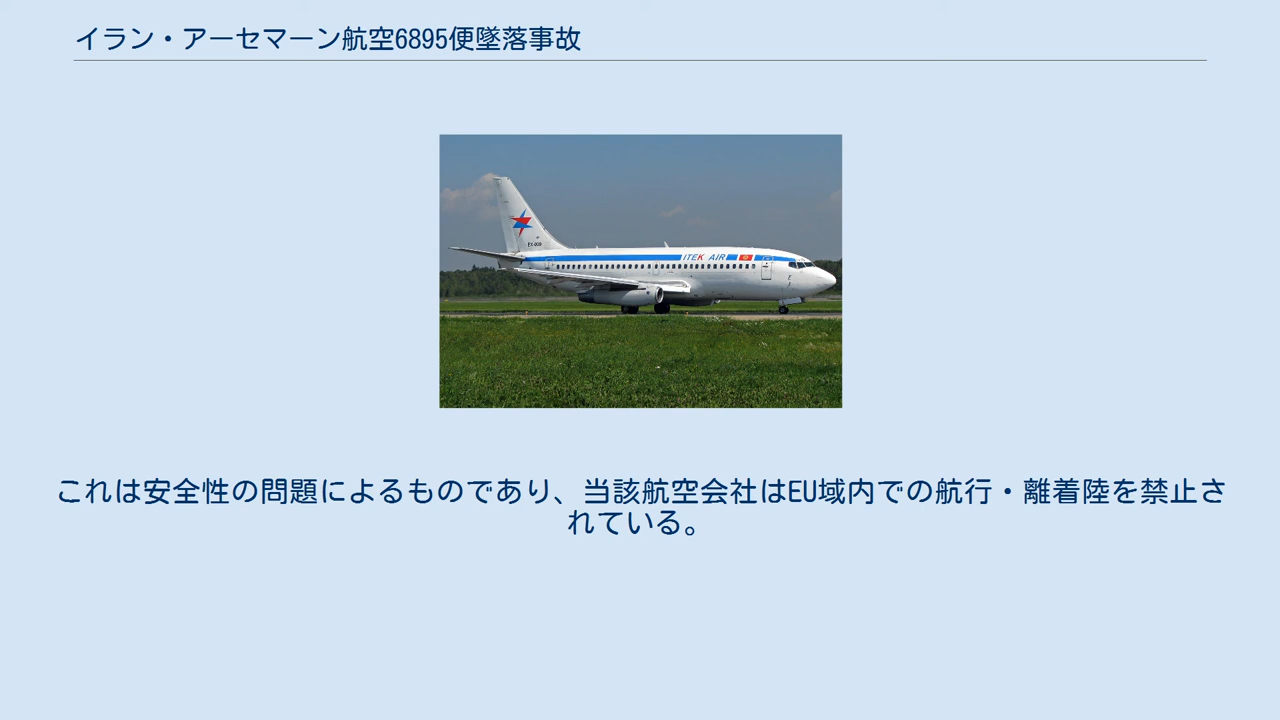 イラン・アーセマーン航空6895便墜落事故
ITEK AIR
EX-009
これは安全性の問題によるものであり、当該航空会社はEU域内での航行・離着陸を禁止さ
れている。